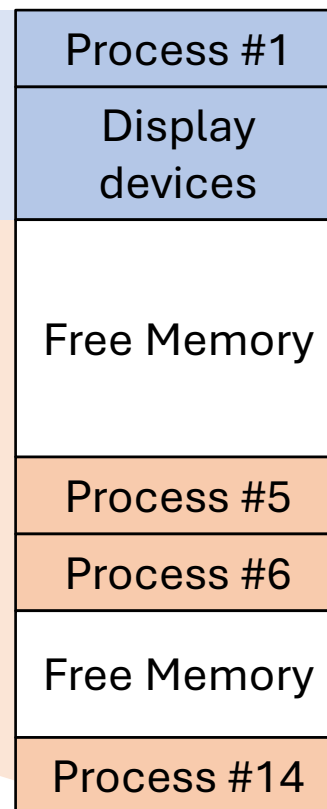 Process #1
Display
devices
Free Memory
Process #5
Process #6
Free Memory
Process #14